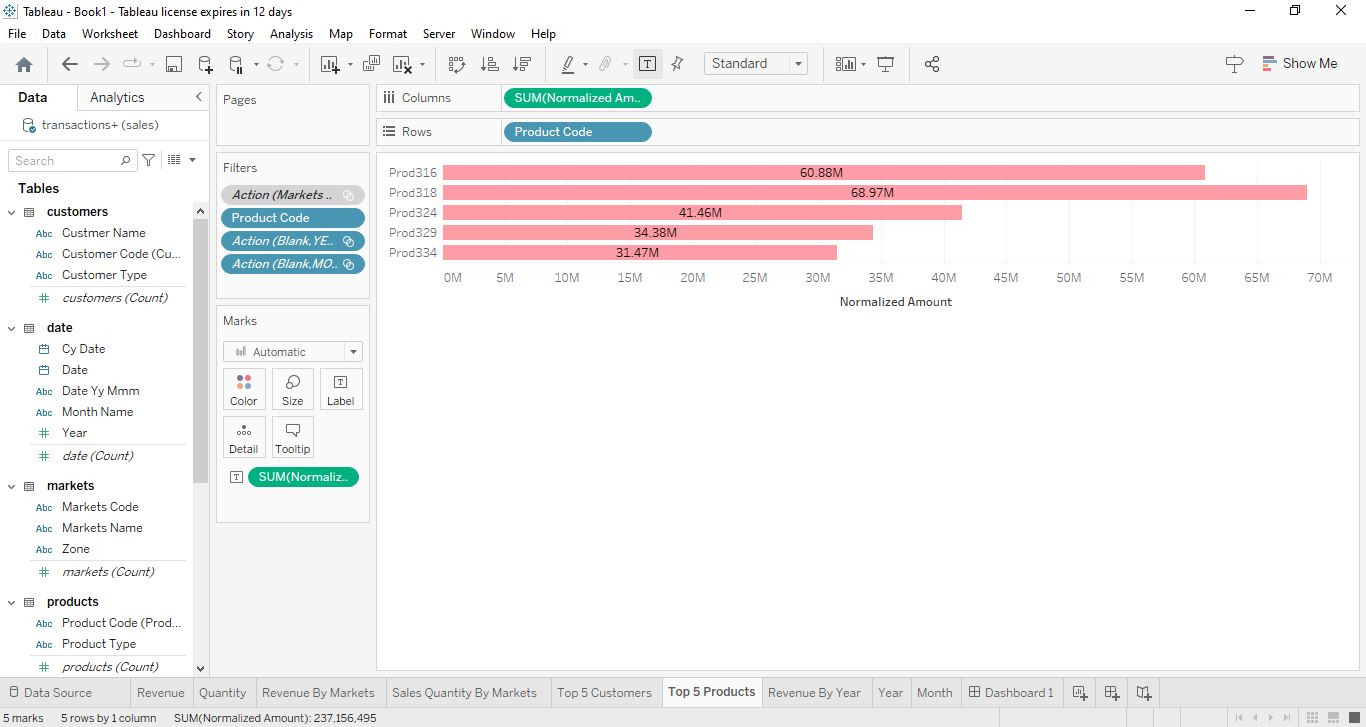 Tableau - Book1 - Tableau license expires in 12 days
File Data Worksheet Dashboard Story Analysis Map Format Server Window Help
Standard
Show Me
Data Analytics
transactions+ (sales)
Search
Tables
customers
Abc Custmer Name
Abc Customer Code (Cu...
Abc Customer Type
customers (Count)
date
Cy Date
Date
Abc Date Yy Mmm
Abc Month Name
Year
date (Count)
markets
Abc Markets Code
Abc Markets Name
Abc Zone
markets (Count)
products
Abc Product Code (Prod...
Abc Product Type
products (Count)
Pages
Filters
Action (Markets ..
Product Code
Action (Blank,YE..
Action (Blank,MO..
Marks
Automatic
Color Size Label
Detail Tooltip
SUM(Normaliz..
Columns SUM(Normalized Am..
Rows Product Code
Prod316 60.88M
Prod318 68.97M
Prod324 41.46M
Prod329 34.38M
Prod334 31.47M
0M 5M 10M 15M 20M 25M 30M 35M 40M 45M 50M 55M 60M 65M 70M
Normalized Amount
Data Source Revenue Quantity Revenue By Markets Sales Quantity By Markets Top 5 Customers Top 5 Products Revenue By Year Year Month Dashboard 1
5 marks 5 rows by 1 column SUM(Normalized Amount): 237,156,495